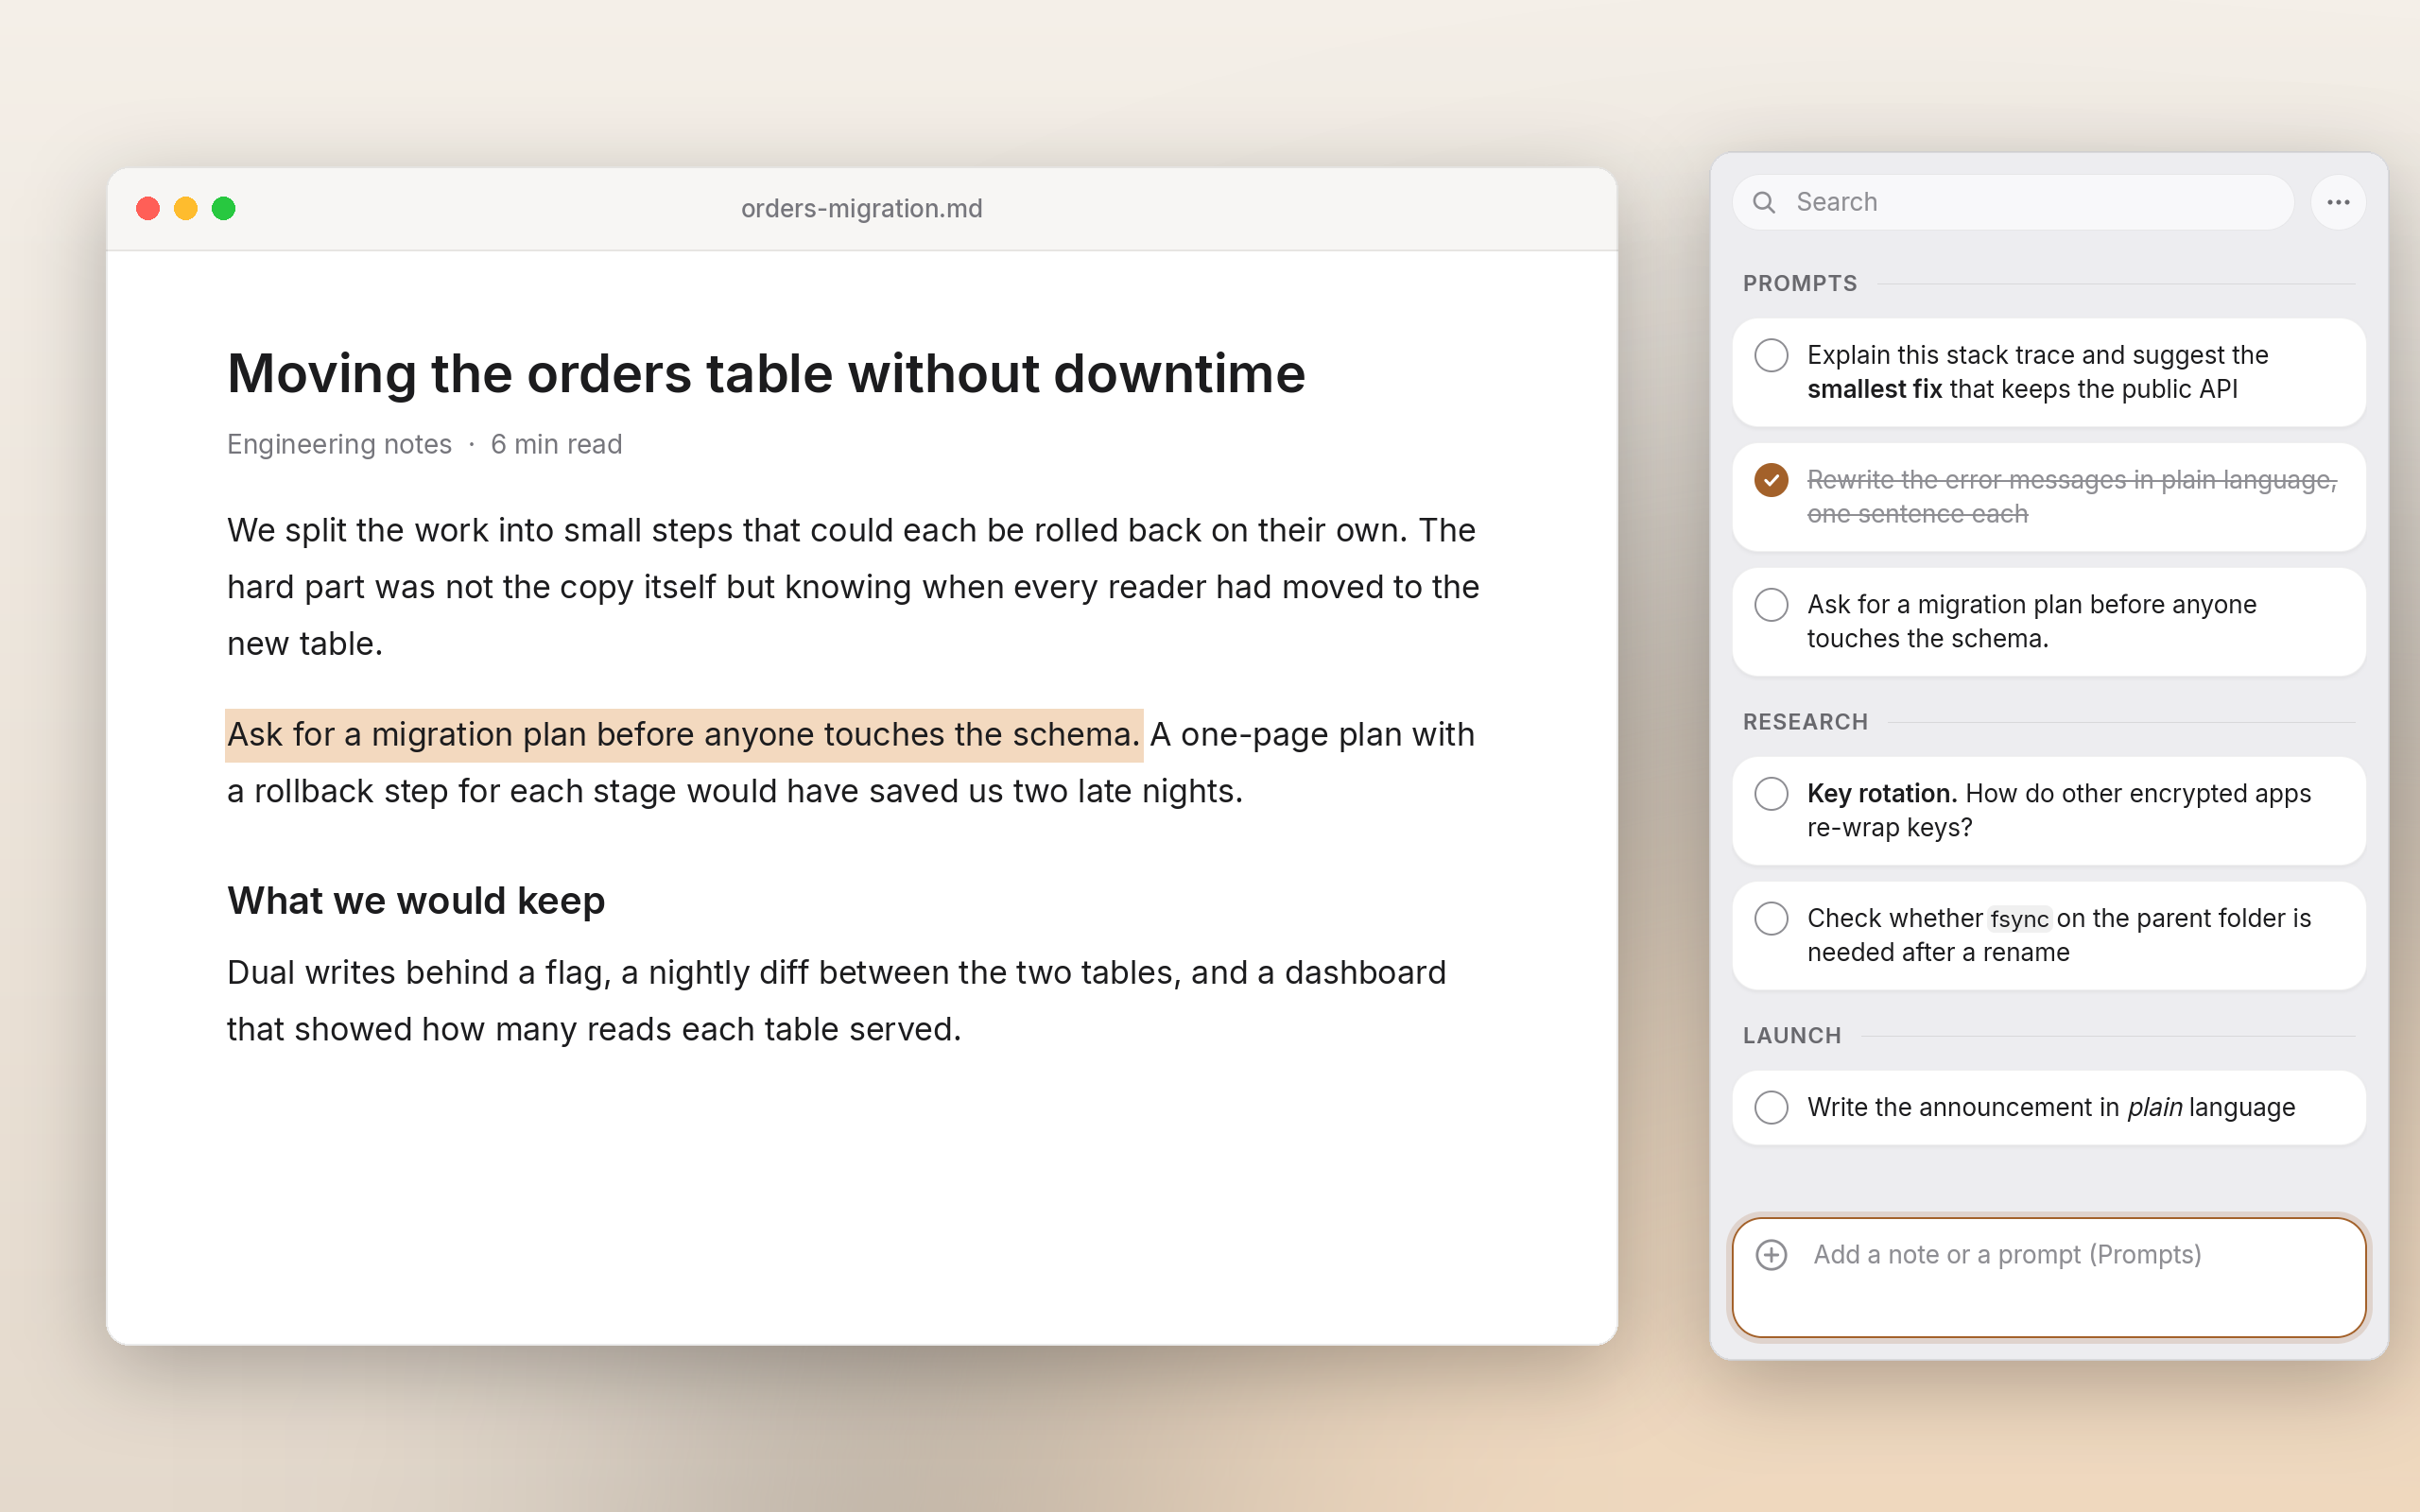 orders-migration.md
Moving the orders table without downtime
Engineering notes · 6 min read
We split the work into small steps that could each be rolled back on their own. The
hard part was not the copy itself but knowing when every reader had moved to the
new table.
Ask for a migration plan before anyone touches the schema. A one-page plan with
a rollback step for each stage would have saved us two late nights.
What we would keep
Dual writes behind a flag, a nightly diff between the two tables, and a dashboard
that showed how many reads each table served.
Search
PROMPTS
Explain this stack trace and suggest the
smallest fix that keeps the public API
Rewrite the error messages in plain language,
one sentence each
Ask for a migration plan before anyone
touches the schema.
RESEARCH
Key rotation. How do other encrypted apps
re-wrap keys?
Check whether fsync on the parent folder is
needed after a rename
LAUNCH
Write the announcement in plain language
Add a note or a prompt (Prompts)